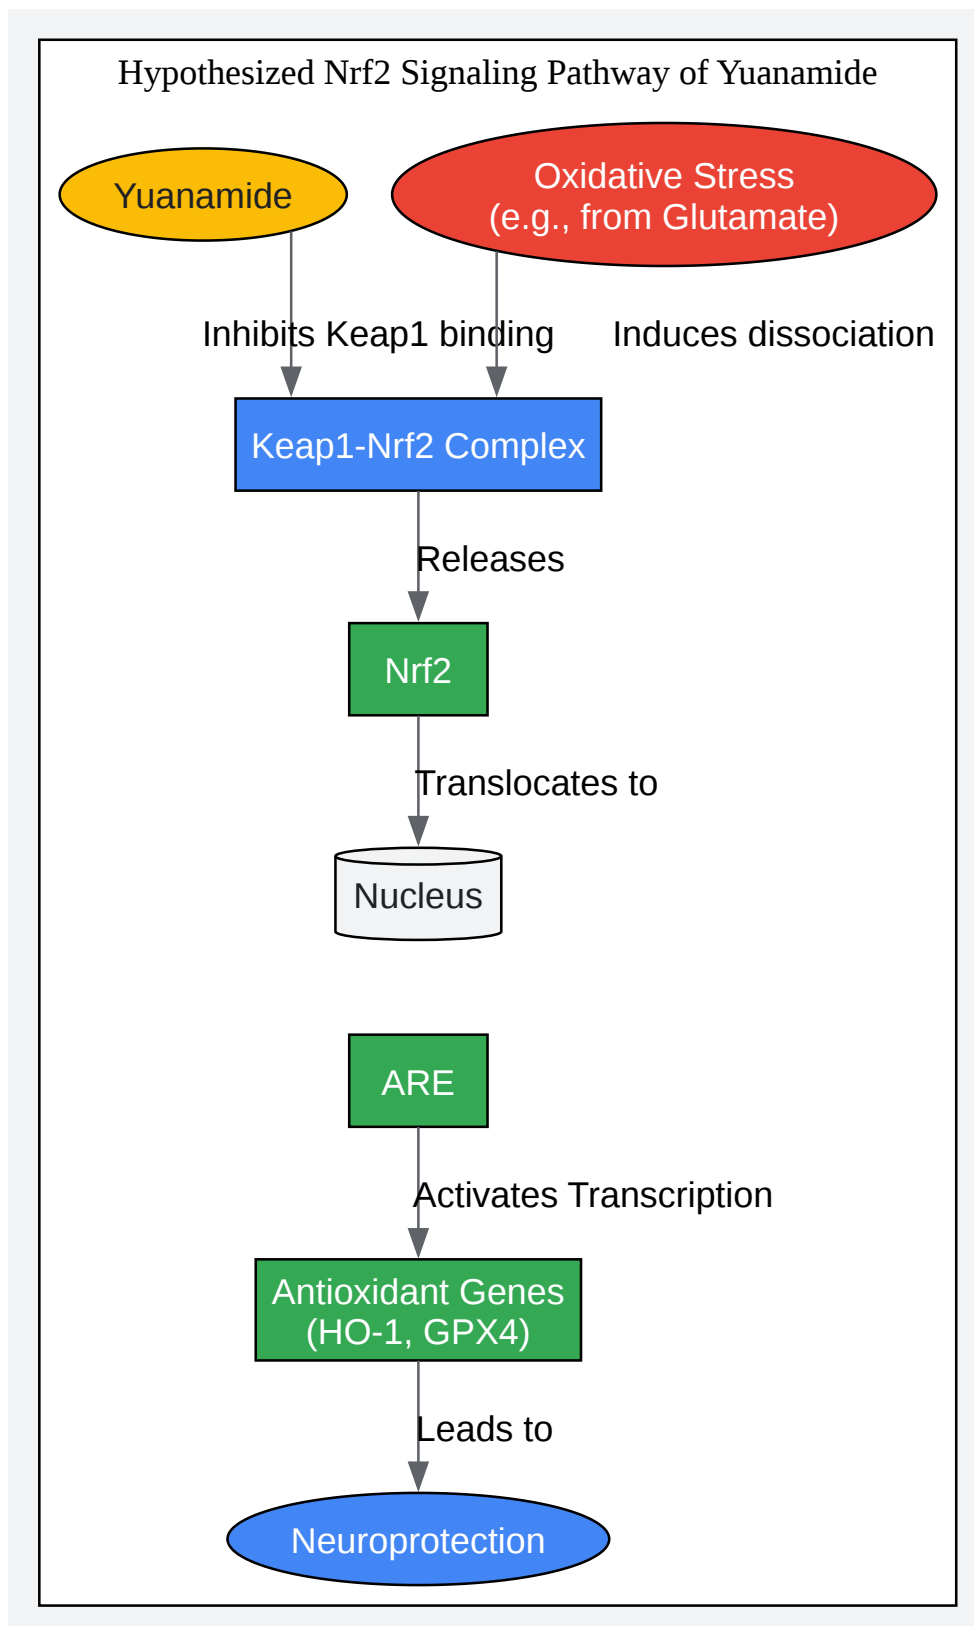 Hypothesized Nrf2 Signaling Pathway of Yuanamide
Yuanamide
Oxidative Stress
(e.g., from Glutamate)
Inhibits Keap1 binding
Induces dissociation
Keap1-Nrf2 Complex
Releases
Nrf2
Translocates to
Nucleus
ARE
Activates Transcription
Antioxidant Genes
(HO-1, GPX4)
Leads to
Neuroprotection